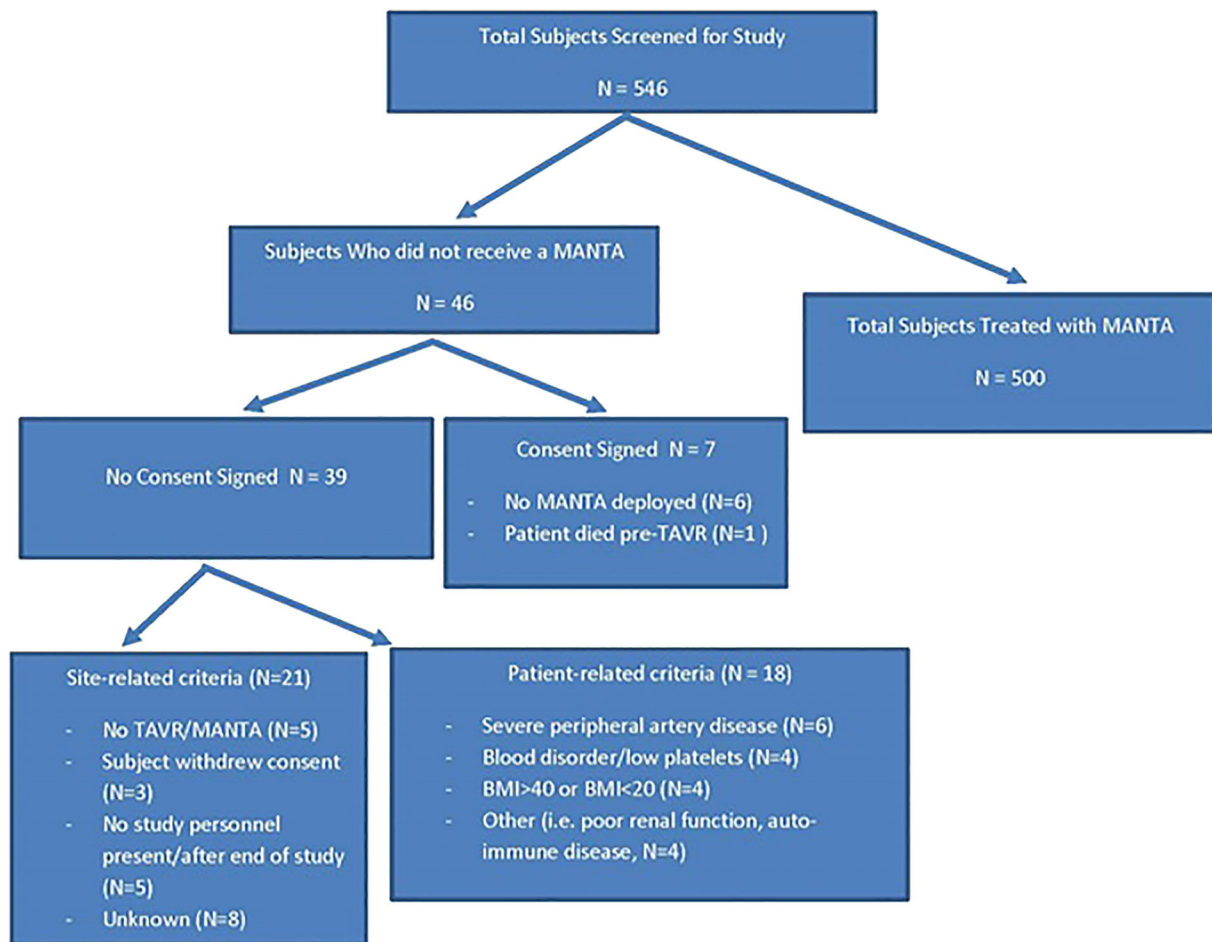 Total Subjects Screened for Study
N = 546
Subjects Who did not receive a MANTA
N = 46
Total Subjects Treated with MANTA
N = 500
No Consent Signed N = 39
Consent Signed N = 7
- No MANTA deployed (N=6)
- Patient died pre-TAVR (N=1 )
Site-related criteria (N=21)
- No TAVR/MANTA (N=5)
- Subject withdrew consent
(N=3)
- No study personnel
present/after end of study
(N=5)
- Unknown (N=8)
Patient-related criteria (N = 18)
- Severe peripheral artery disease (N=6)
- Blood disorder/low platelets (N=4)
- BMI>40 or BMI<20 (N=4)
- Other (i.e. poor renal function, auto-
immune disease, N=4)